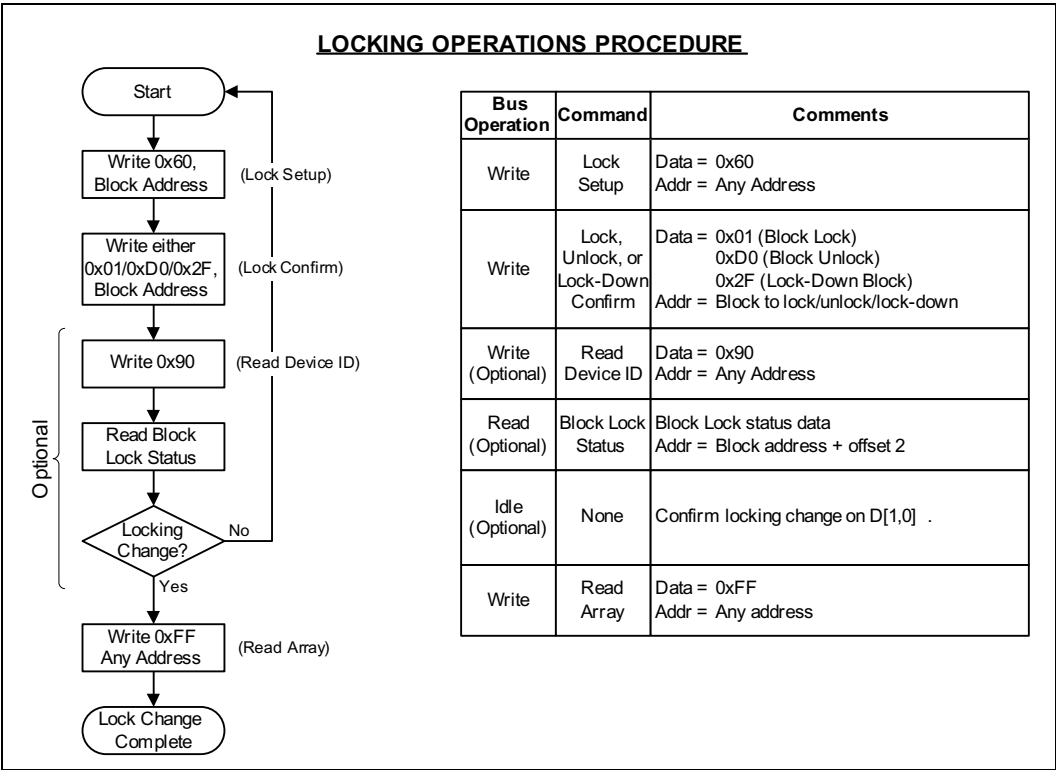 LOCKING OPERATIONS PROCEDURE
Start
Write 0x60,
Block Address
(Lock Setup)
Write either
0x01/0xD0/0x2F,
Block Address
(Lock Confirm)
Optional
Write 0x90
(Read Device ID)
Read Block
Lock Status
Locking
Change?
No
Yes
Write 0xFF
Any Address
(Read Array)
Lock Change
Complete
Bus
Operation
Command
Comments
Write
Lock
Setup
Data = 0x60
Addr = Any Address
Write
Lock,
Unlock, or
Lock-Down
Confirm
Data = 0x01 (Block Lock)
0xD0 (Block Unlock)
0x2F (Lock-Down Block)
Addr = Block to lock/unlock/lock-down
Write
(Optional)
Read
Device ID
Data = 0x90
Addr = Any Address
Read
(Optional)
Block Lock
Status
Block Lock status data
Addr = Block address + offset 2
Idle
(Optional)
None
Confirm locking change on D[1,0] .
Write
Read
Array
Data = 0xFF
Addr = Any address